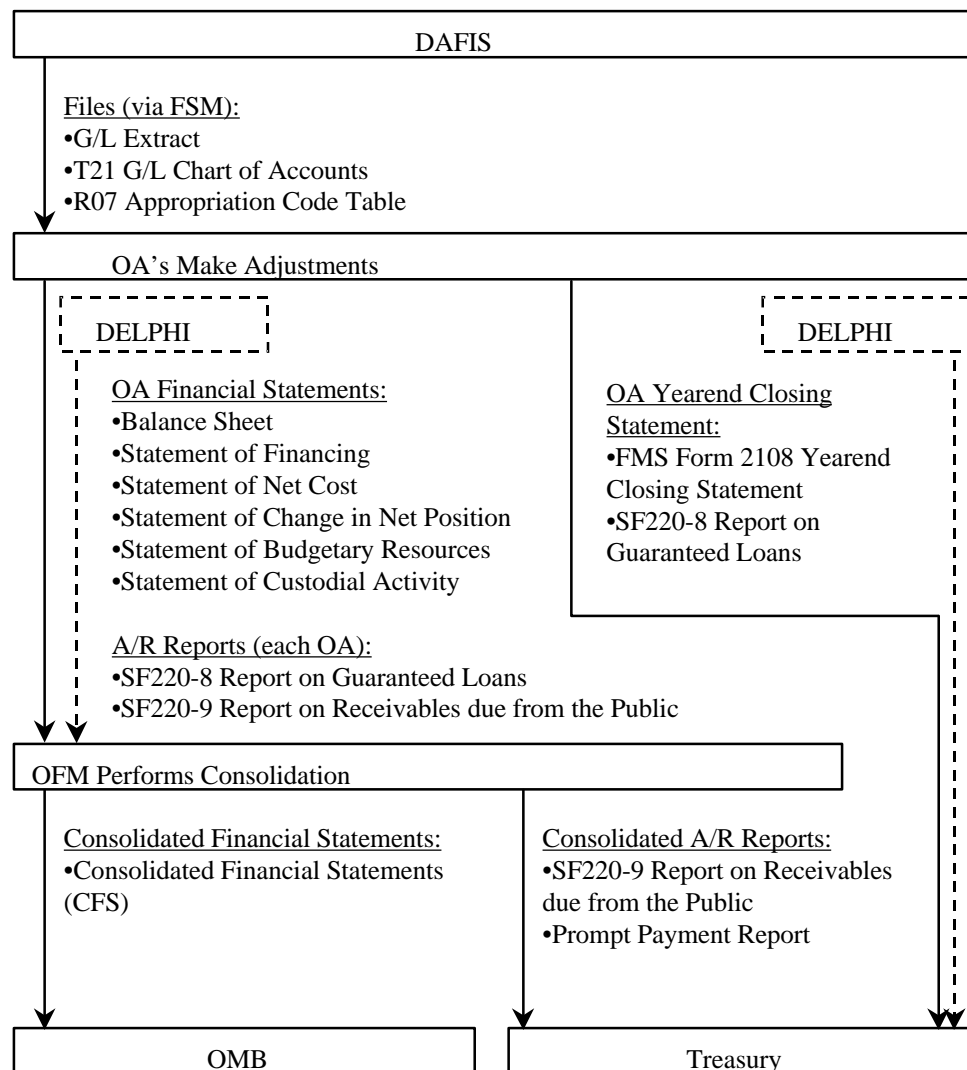 DAFIS
Files (via FSM):
•G/L Extract
•T21 G/L Chart of Accounts
•R07 Appropriation Code Table
OA’s Make Adjustments
DELPHI
DELPHI
OA Financial Statements:
•Balance Sheet
•Statement of Financing
•Statement of Net Cost
•Statement of Change in Net Position
•Statement of Budgetary Resources
•Statement of Custodial Activity
OA Yearend Closing
Statement:
•FMS Form 2108 Yearend
Closing Statement
•SF220-8 Report on
Guaranteed Loans
A/R Reports (each OA):
•SF220-8 Report on Guaranteed Loans
•SF220-9 Report on Receivables due from the Public
OFM Performs Consolidation
Consolidated Financial Statements:
•Consolidated Financial Statements
(CFS)
Consolidated A/R Reports:
•SF220-9 Report on Receivables
due from the Public
•Prompt Payment Report
OMB
Treasury